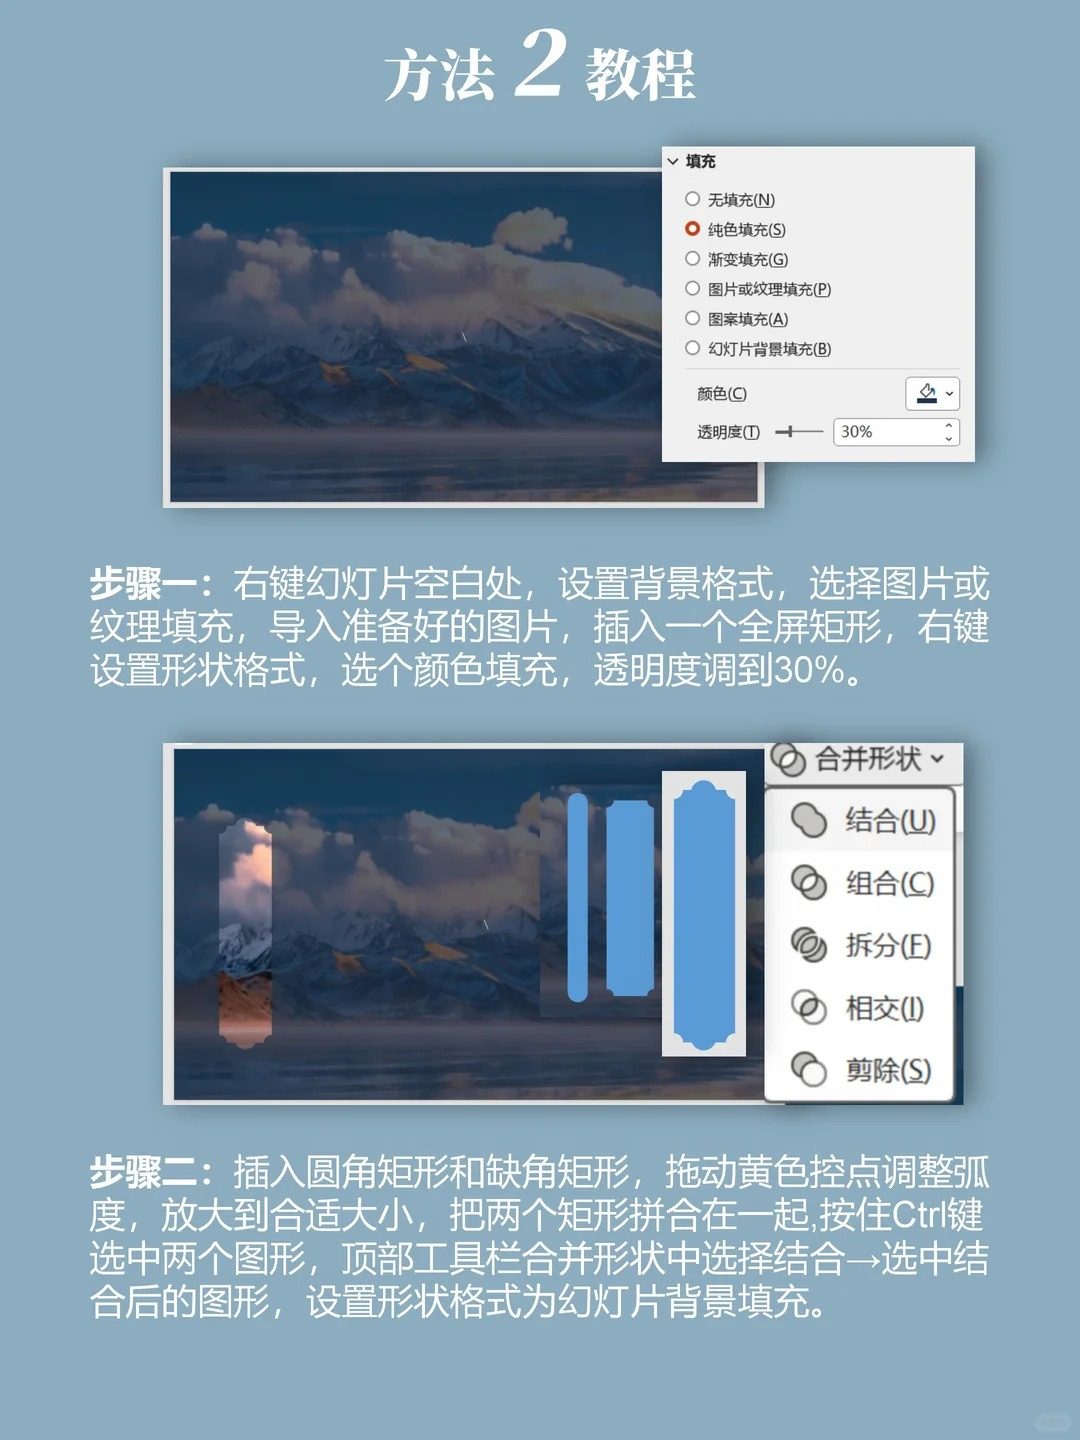 方法 2 教程
填充
无填充(N)
纯色填充(S)
渐变填充(G)
图片或纹理填充(P)
图案填充(A)
幻灯片背景填充(B)
颜色(C)
透明度(T) 30%
步骤一：右键幻灯片空白处，设置背景格式，选择图片或
纹理填充，导入准备好的图片，插入一个全屏矩形，右键
设置形状格式，选个颜色填充，透明度调到30%。
合并形状
结合(U)
组合(C)
拆分(F)
相交(I)
剪除(S)
步骤二：插入圆角矩形和缺角矩形，拖动黄色控点调整弧
度，放大到合适大小，把两个矩形拼合在一起,按住Ctrl键
选中两个图形，顶部工具栏合并形状中选择结合→选中结
合后的图形，设置形状格式为幻灯片背景填充。